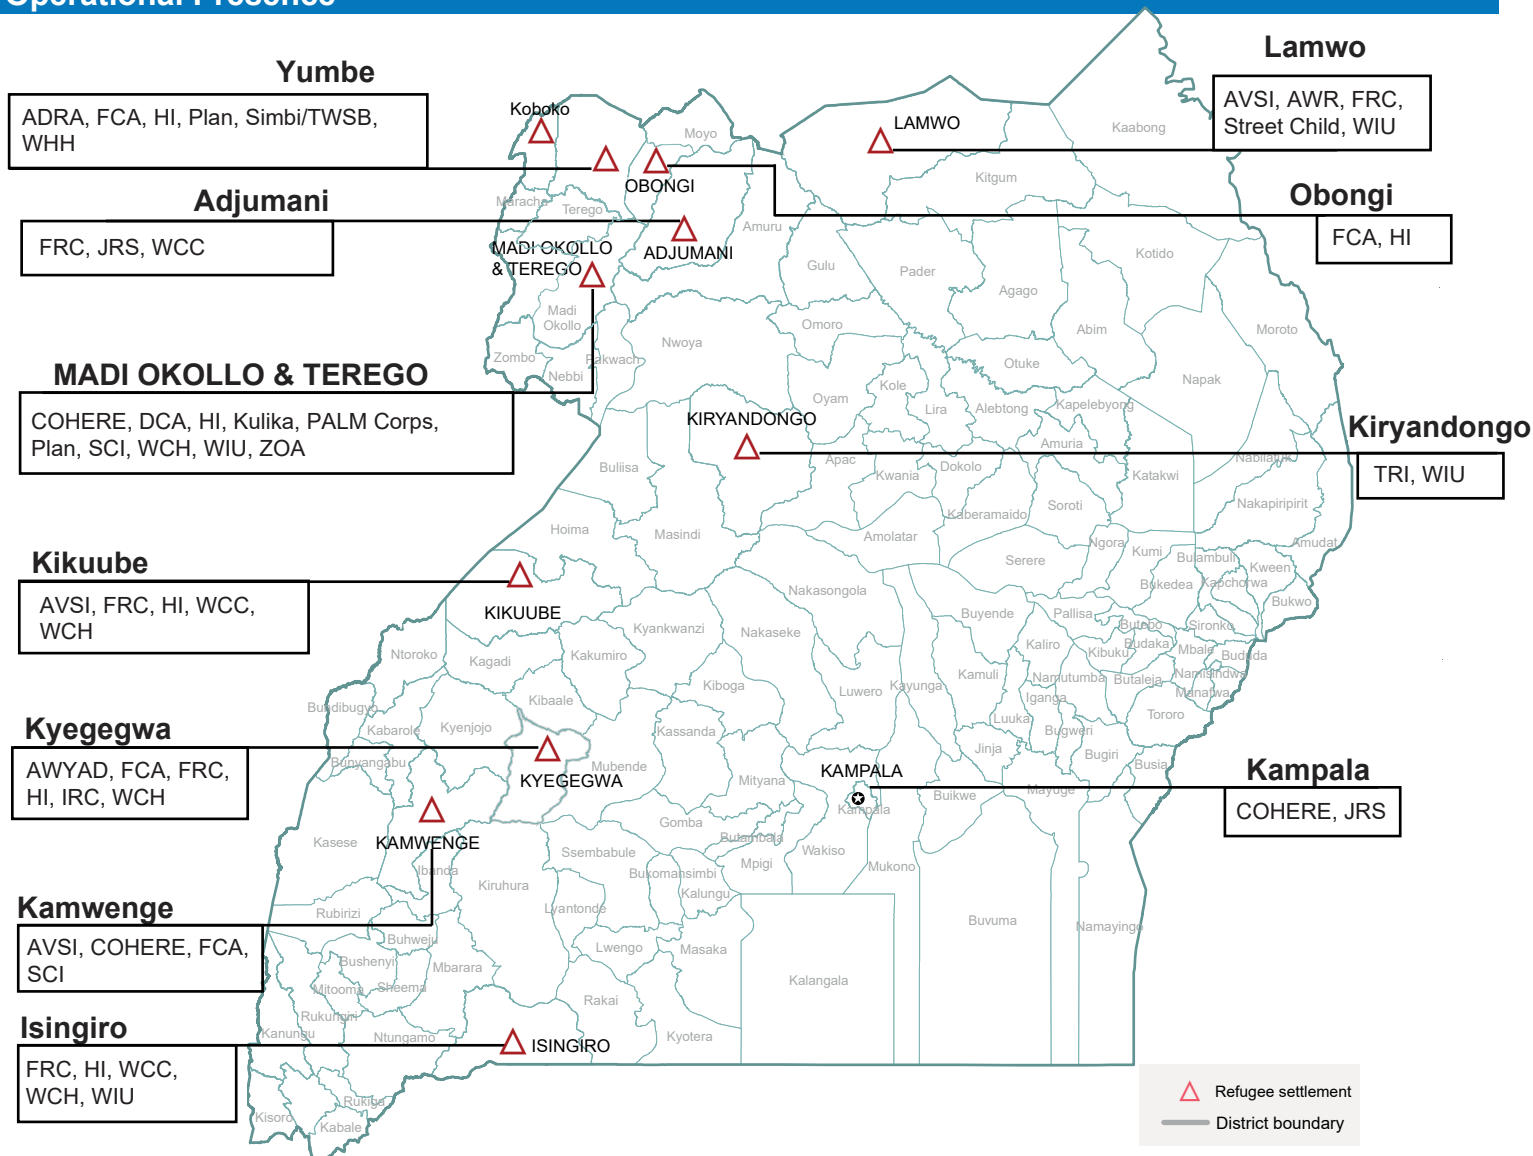 Operational Presence
Yumbe
ADRA, FCA, HI, Plan, Simbi/TWSB,
WHH
Adjumani
FRC, JRS, WCC
MADI OKOLLO & TEREGO
COHERE, DCA, HI, Kulika, PALM Corps,
Plan, SCI, WCH, WIU, ZOA
Kikuube
AVSI, FRC, HI, WCC,
WCH
Kyegegwa
AWYAD, FCA, FRC,
HI, IRC, WCH
Kamwenge
AVSI, COHERE, FCA,
SCI
Isingiro
FRC, HI, WCC,
WCH, WIU
Lamwo
AVSI, AWR, FRC,
Street Child, WIU
Obongi
FCA, HI
Kiryandongo
TRI, WIU
Kampala
COHERE, JRS
Koboko
Moyo
LAMWO
Kaabong
Kitgum
OBONGI
Maracha
Terego
Amuru
ADJUMANI
MADI OKOLLO
& TEREGO
Gulu
Pader
Kotido
Agago
Madi
Okollo
Omoro
Abim
Moroto
Zombo
Pakwach
Nwoya
Nebbi
Otuke
Napak
Kole
Oyam
Lira
Alebtong
Kapelebyong
KIRYANDONGO
Amuria
Buliisa
Apac
Kwania
Dokolo
Katakwi
Nabilatuk
Nakapiripirit
Kaberamaido
Soroti
Hoima
Masindi
Amolatar
Serere
Ngora
Kumi
Amudat
Bulambuli
Kween
Bukedea
Kapchorwa
Bukwo
KIKUUBE
Nakasongola
Buyende
Pallisa
Butebo
Sironko
Kyankwanzi
Nakaseke
Kaliro
Kibuku
Budaka
Mbale
Bududa
Ntoroko
Kagadi
Kakumiro
Kamuli
Namutumba
Butaleja
Namisindwa
Manafwa
Kibaale
Kiboga
Luwero
Kayunga
Iganga
Luuka
Tororo
Bundibugyo
Kabarole
Kyenjojo
Kassanda
Bugweri
Bunyangabu
Mubende
KYEGEGWA
Mityana
KAMPALA
Kampala
Jinja
Bugiri
Busia
Buikwe
Mayuge
Kasese
KAMWENGE
Gomba
Butambala
Wakiso
Mukono
Ibanda
Kiruhura
Ssembabule
Bukomansimbi
Mpigi
Kalungu
Rubirizi
Lyantonde
Buvuma
Namayingo
Buhweju
Lwengo
Masaka
Bushenyi
Mbarara
Mitooma
Sheema
Kalangala
Rakai
Rukungiri
Kanungu
Ntungamo
ISINGIRO
Kyotera
Rukiga
Kisoro
Kabale
Refugee settlement
District boundary